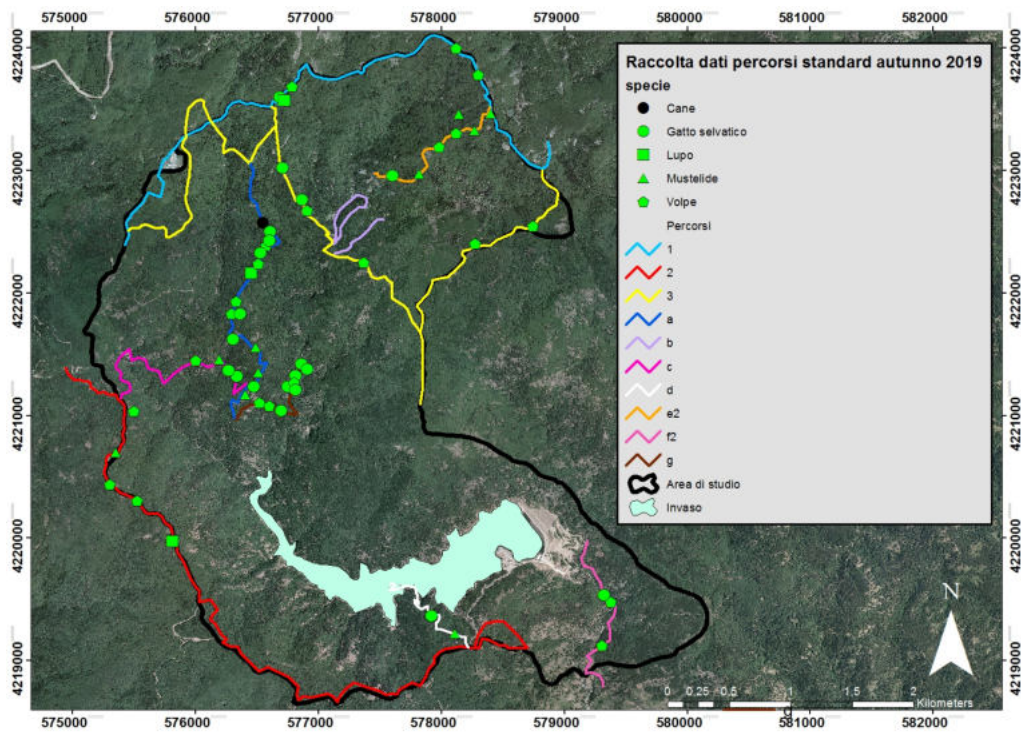 575000 576000 577000 578000 579000 580000 581000 582000
4224000 4223000 4222000 4221000 4220000 4219000
Raccolta dati percorsi standard autunno 2019
specie
Cane
Gatto selvatico
Lupo
Mustelide
Volpe
Percorsi
1
2
3
a
b
c
d
e2
f2
g
Area di studio
Invaso
4224000 4223000 4222000 4221000 4220000 4219000
N
0 0.25 0.5 1 1.5 2
Kilometers
575000 576000 577000 578000 579000 580000 581000 582000